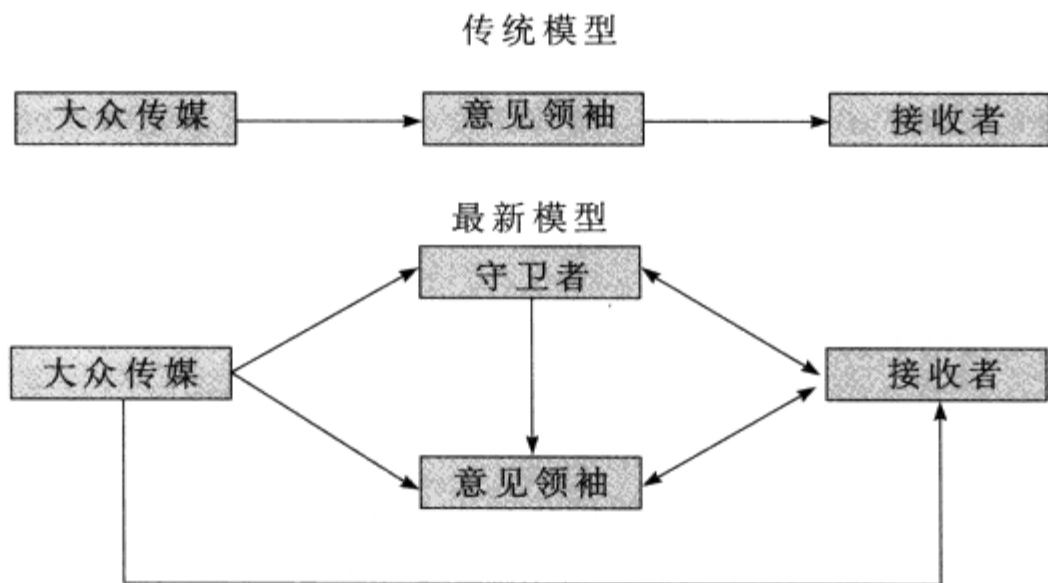 传统模型
大众传媒 意见领袖 接收者
最新模型
守卫者
大众传媒 接收者
意见领袖